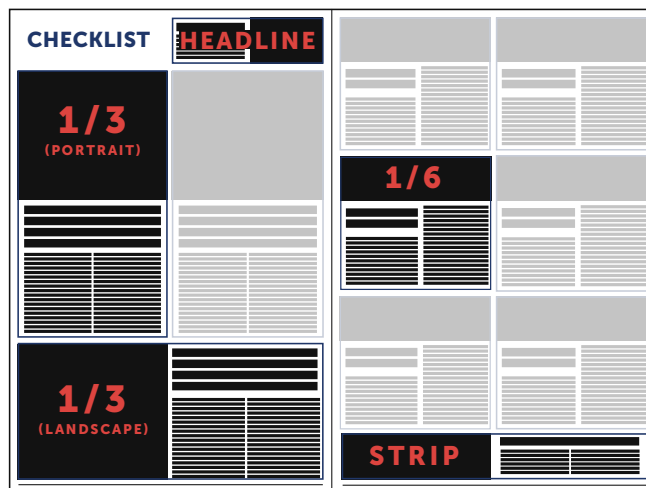 CHECKLIST
HEADLINE
1/3
(PORTRAIT)
1/3
(LANDSCAPE)
1/6
STRIP